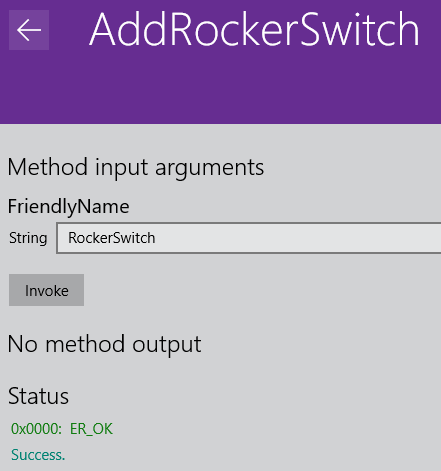 AddRockerSwitch
Method input arguments
FriendlyName
String RockerSwitch
Invoke
No method output
Status
0x0000: ER_OK
Success.